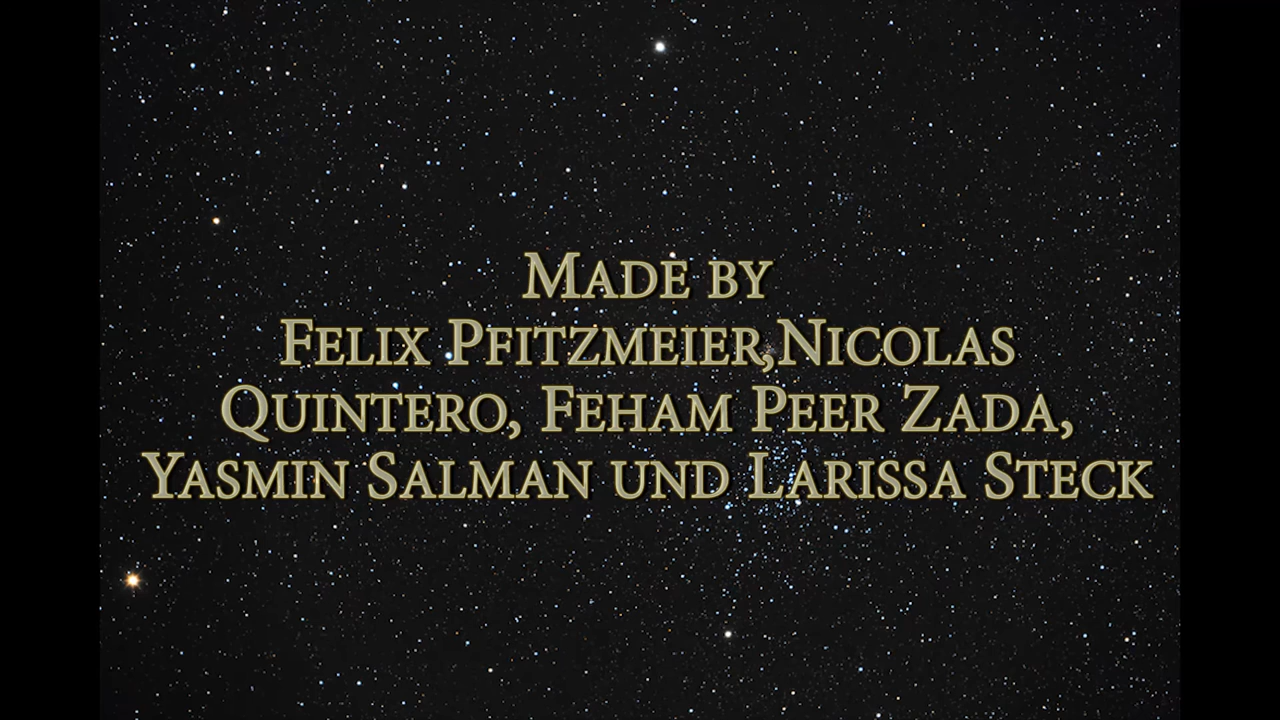 Made by
Felix Pfitzmeier,Nicolas
Quintero, Feham Peer Zada,
Yasmin Salman und Larissa Steck